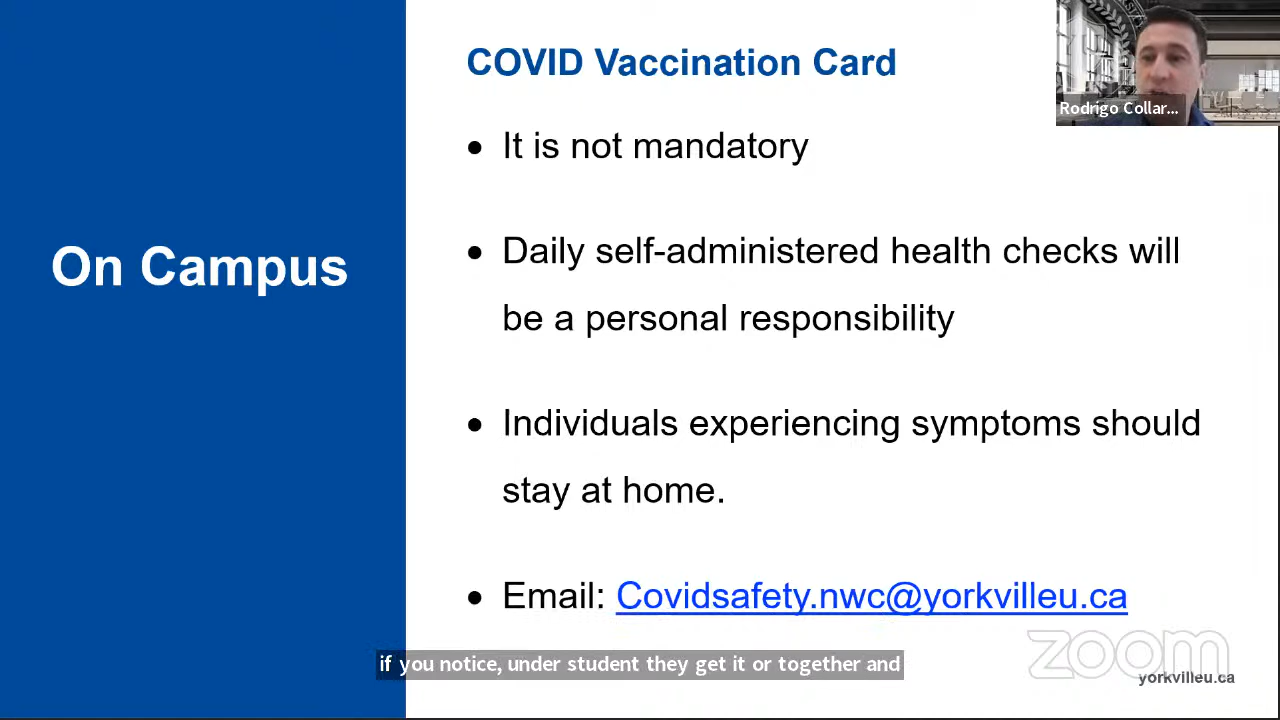 COVID Vaccination Card
Rodrigo Collar...
• It is not mandatory
On Campus
• Daily self-administered health checks will
be a personal responsibility
• Individuals experiencing symptoms should
stay at home.
• Email: Covidsafety.nwc@yorkvilleu.ca
if you notice, under student they get it or together and
zoom
yorkvilleu.ca